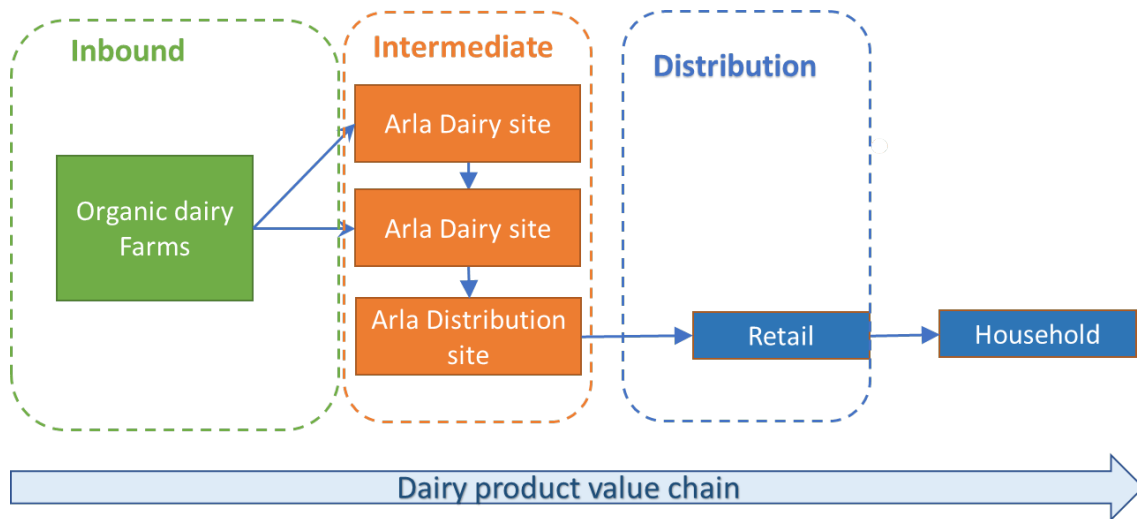 Inbound
Intermediate
Distribution
Arla Dairy site
Organic dairy
Farms
Arla Dairy site
Arla Distribution
site
Retail
Household
Dairy product value chain